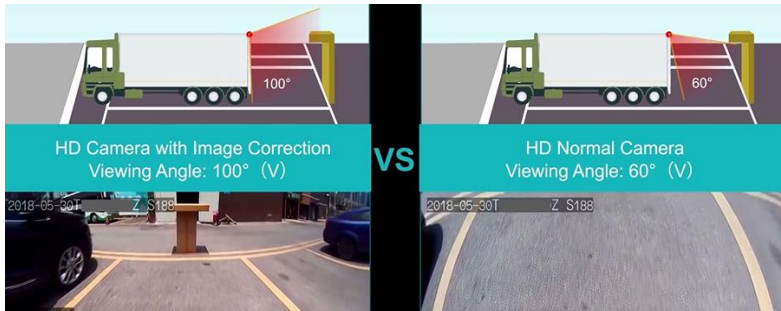 100°
60°
HD Camera with Image Correction
Viewing Angle: 100°（V）
VS
HD Normal Camera
Viewing Angle: 60°（V）
2018-05-30T Z S188
2018-05-30T Z S188